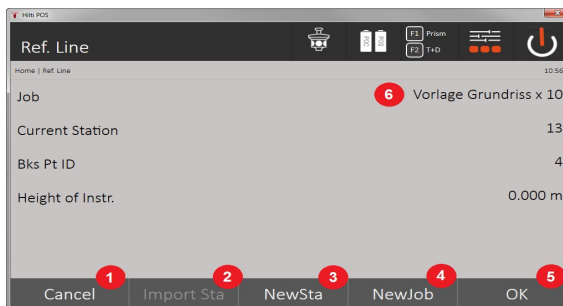 Hilti POS
Ref. Line
POC
POS
F1 Prism
F2 T+D
Home | Ref. Line 10:56
Job 6 Vorlage Grundriss x 10
Current Station 13
Bks Pt ID 4
Height of Instr. 0.000 m
1 2 3 4 5
Cancel Import Sta NewSta NewJob OK